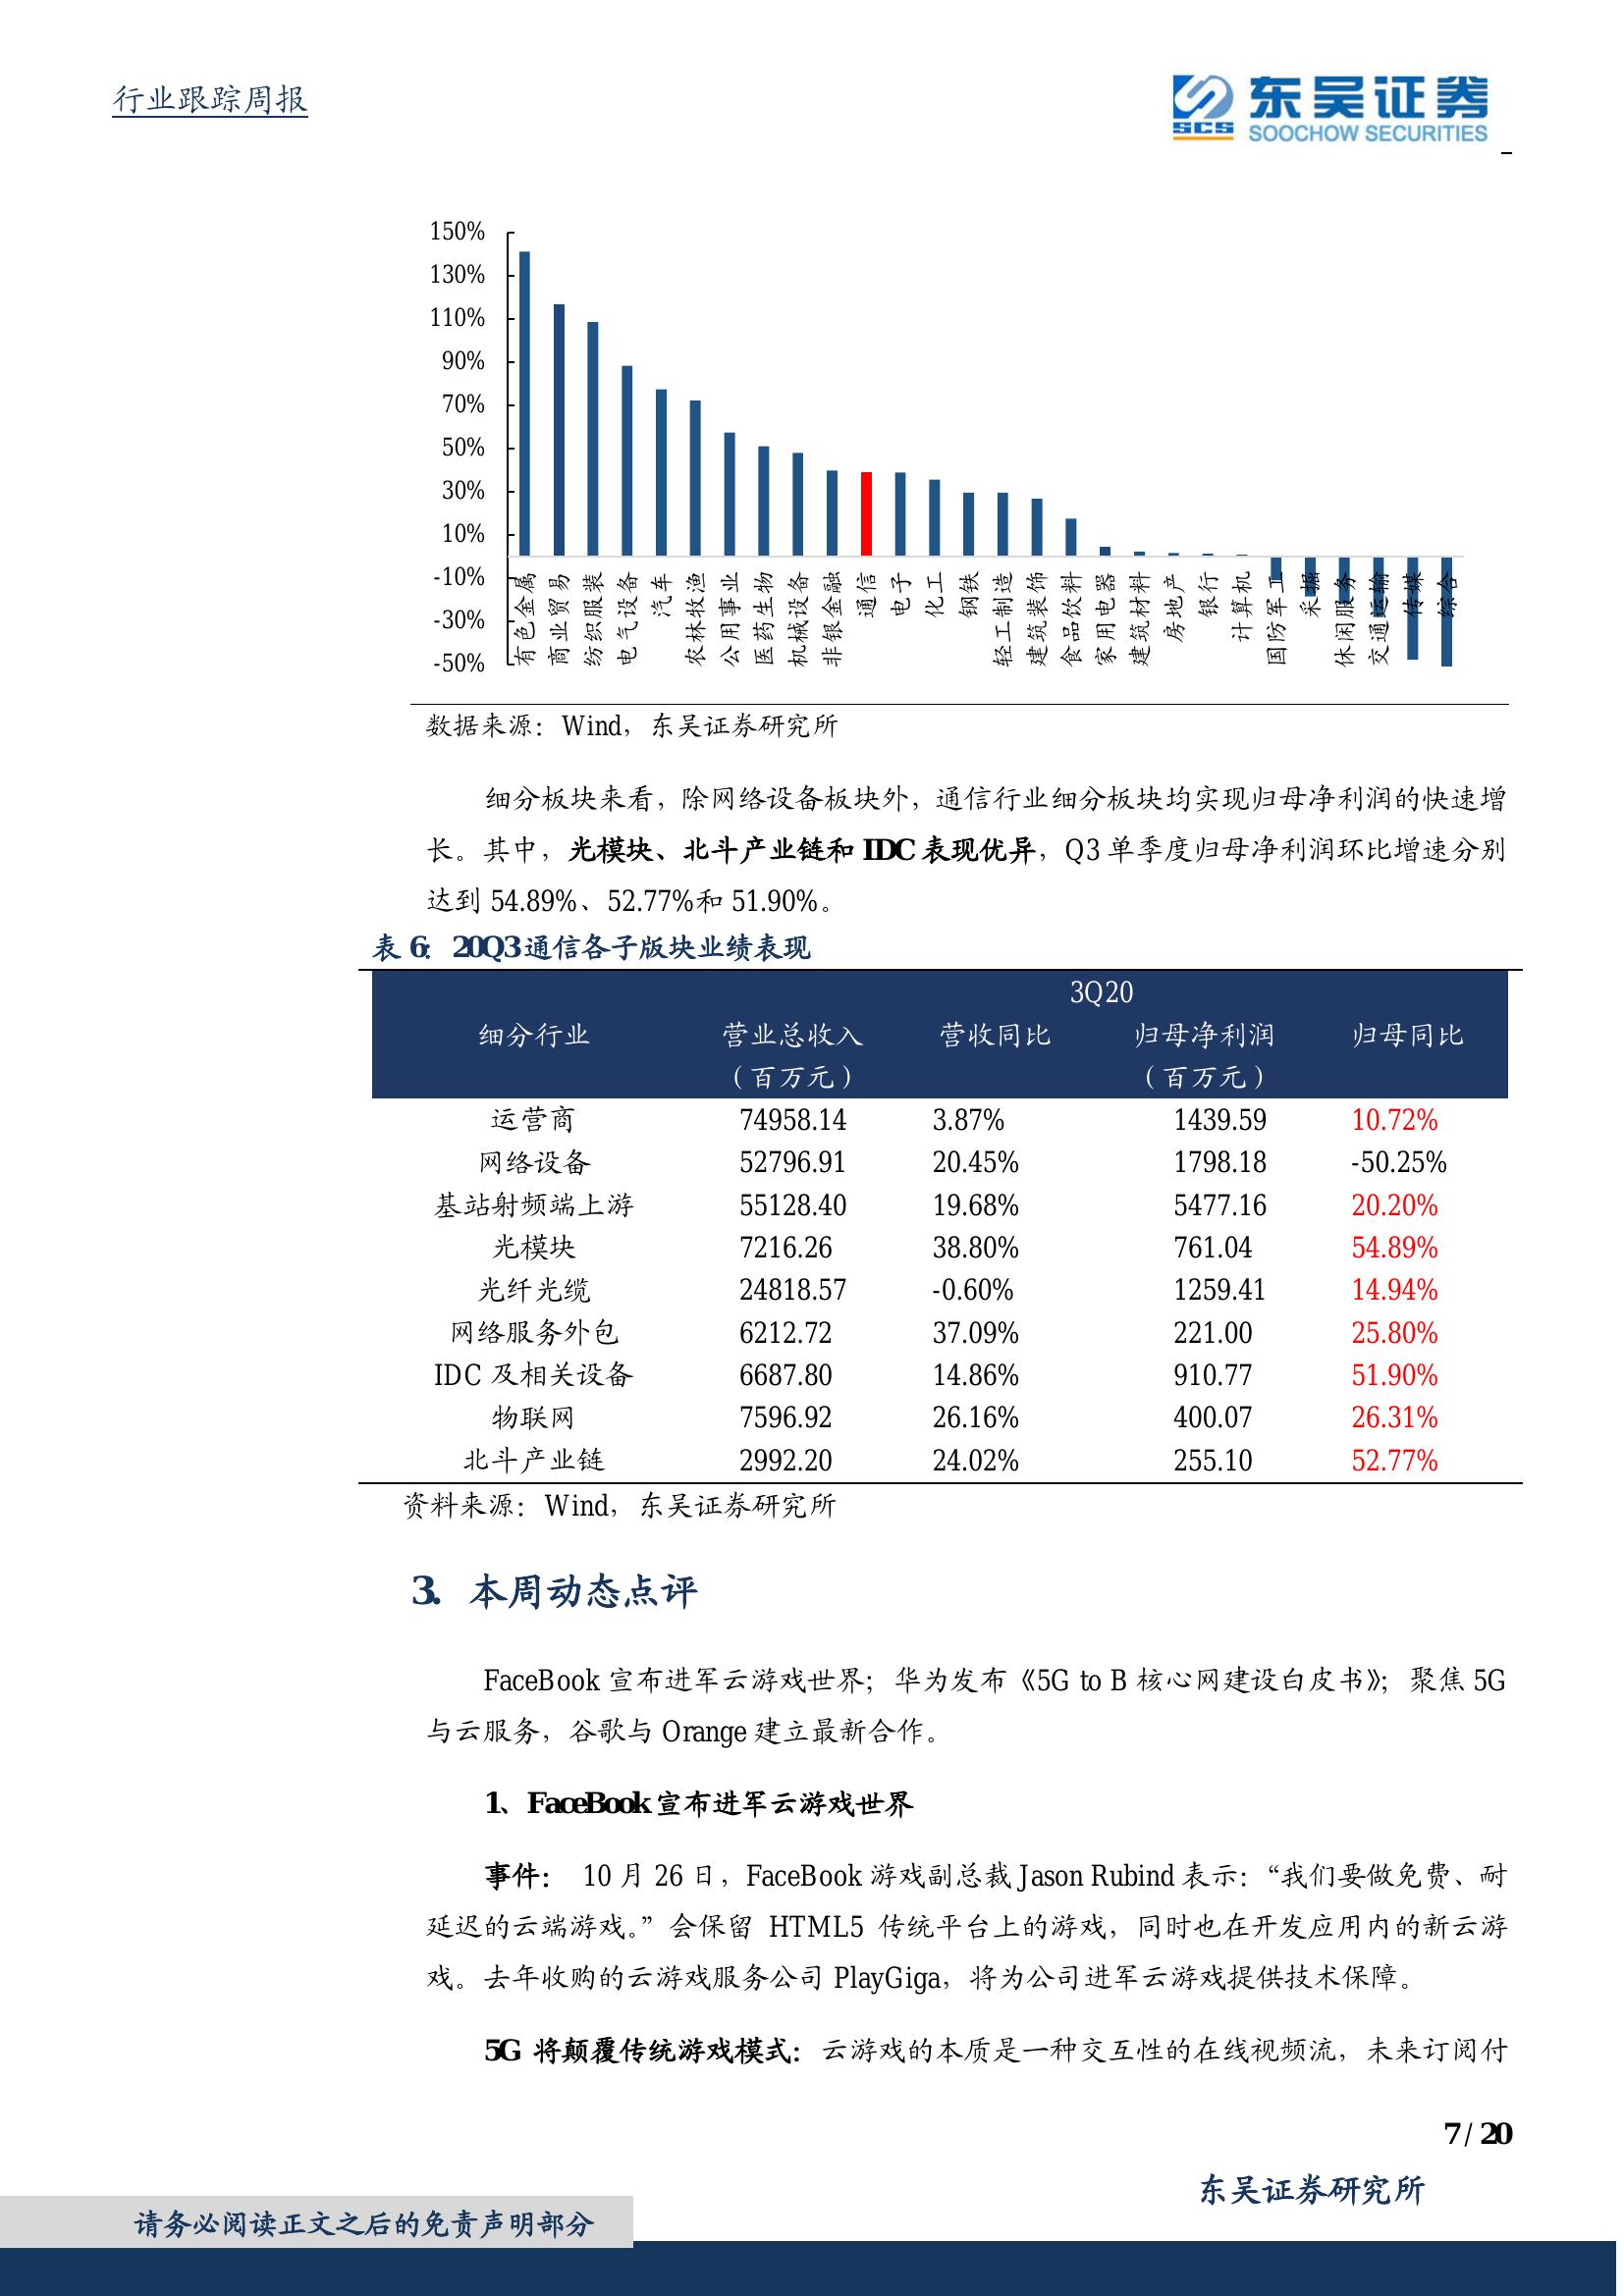 行业跟踪周报
东吴证券
SCS
SOOCHOW SECURITIES
150%
130%
110%
90%
70%
50%
30%
10%
-10%
-30%
-50%
有色金属
商业贸易
纺织服装
电气设备
汽车
农林牧渔
公用事业
医药生物
机械设备
非银金融
通信
电子
化工
钢铁
轻工制造
建筑装饰
食品饮料
家用电器
建筑材料
房地产
银行
计算机
国防军工
采掘
休闲服务
交通运输
传媒
综合
数据来源：Wind，东吴证券研究所
细分板块来看，除网络设备板块外，通信行业细分板块均实现归母净利润的快速增
长。其中，光模块、北斗产业链和 IDC 表现优异，Q3 单季度归母净利润环比增速分别
达到 54.89%、52.77%和 51.90%。
表 6：20Q3 通信各子版块业绩表现
3Q20
细分行业 营业总收入 营收同比 归母净利润 归母同比
（百万元） （百万元）
运营商 74958.14 3.87% 1439.59 10.72%
网络设备 52796.91 20.45% 1798.18 -50.25%
基站射频端上游 55128.40 19.68% 5477.16 20.20%
光模块 7216.26 38.80% 761.04 54.89%
光纤光缆 24818.57 -0.60% 1259.41 14.94%
网络服务外包 6212.72 37.09% 221.00 25.80%
IDC 及相关设备 6687.80 14.86% 910.77 51.90%
物联网 7596.92 26.16% 400.07 26.31%
北斗产业链 2992.20 24.02% 255.10 52.77%
资料来源：Wind，东吴证券研究所
3. 本周动态点评
FaceBook 宣布进军云游戏世界；华为发布《5G to B 核心网建设白皮书》；聚焦 5G
与云服务，谷歌与 Orange 建立最新合作。
1、FaceBook 宣布进军云游戏世界
事件： 10 月 26 日，FaceBook 游戏副总裁 Jason Rubind 表示：“我们要做免费、耐
延迟的云端游戏。” 会保留 HTML5 传统平台上的游戏，同时也在开发应用内的新云游
戏。去年收购的云游戏服务公司 PlayGiga，将为公司进军云游戏提供技术保障。
5G 将颠覆传统游戏模式：云游戏的本质是一种交互性的在线视频流，未来订阅付
7 / 20
东吴证券研究所
请务必阅读正文之后的免责声明部分